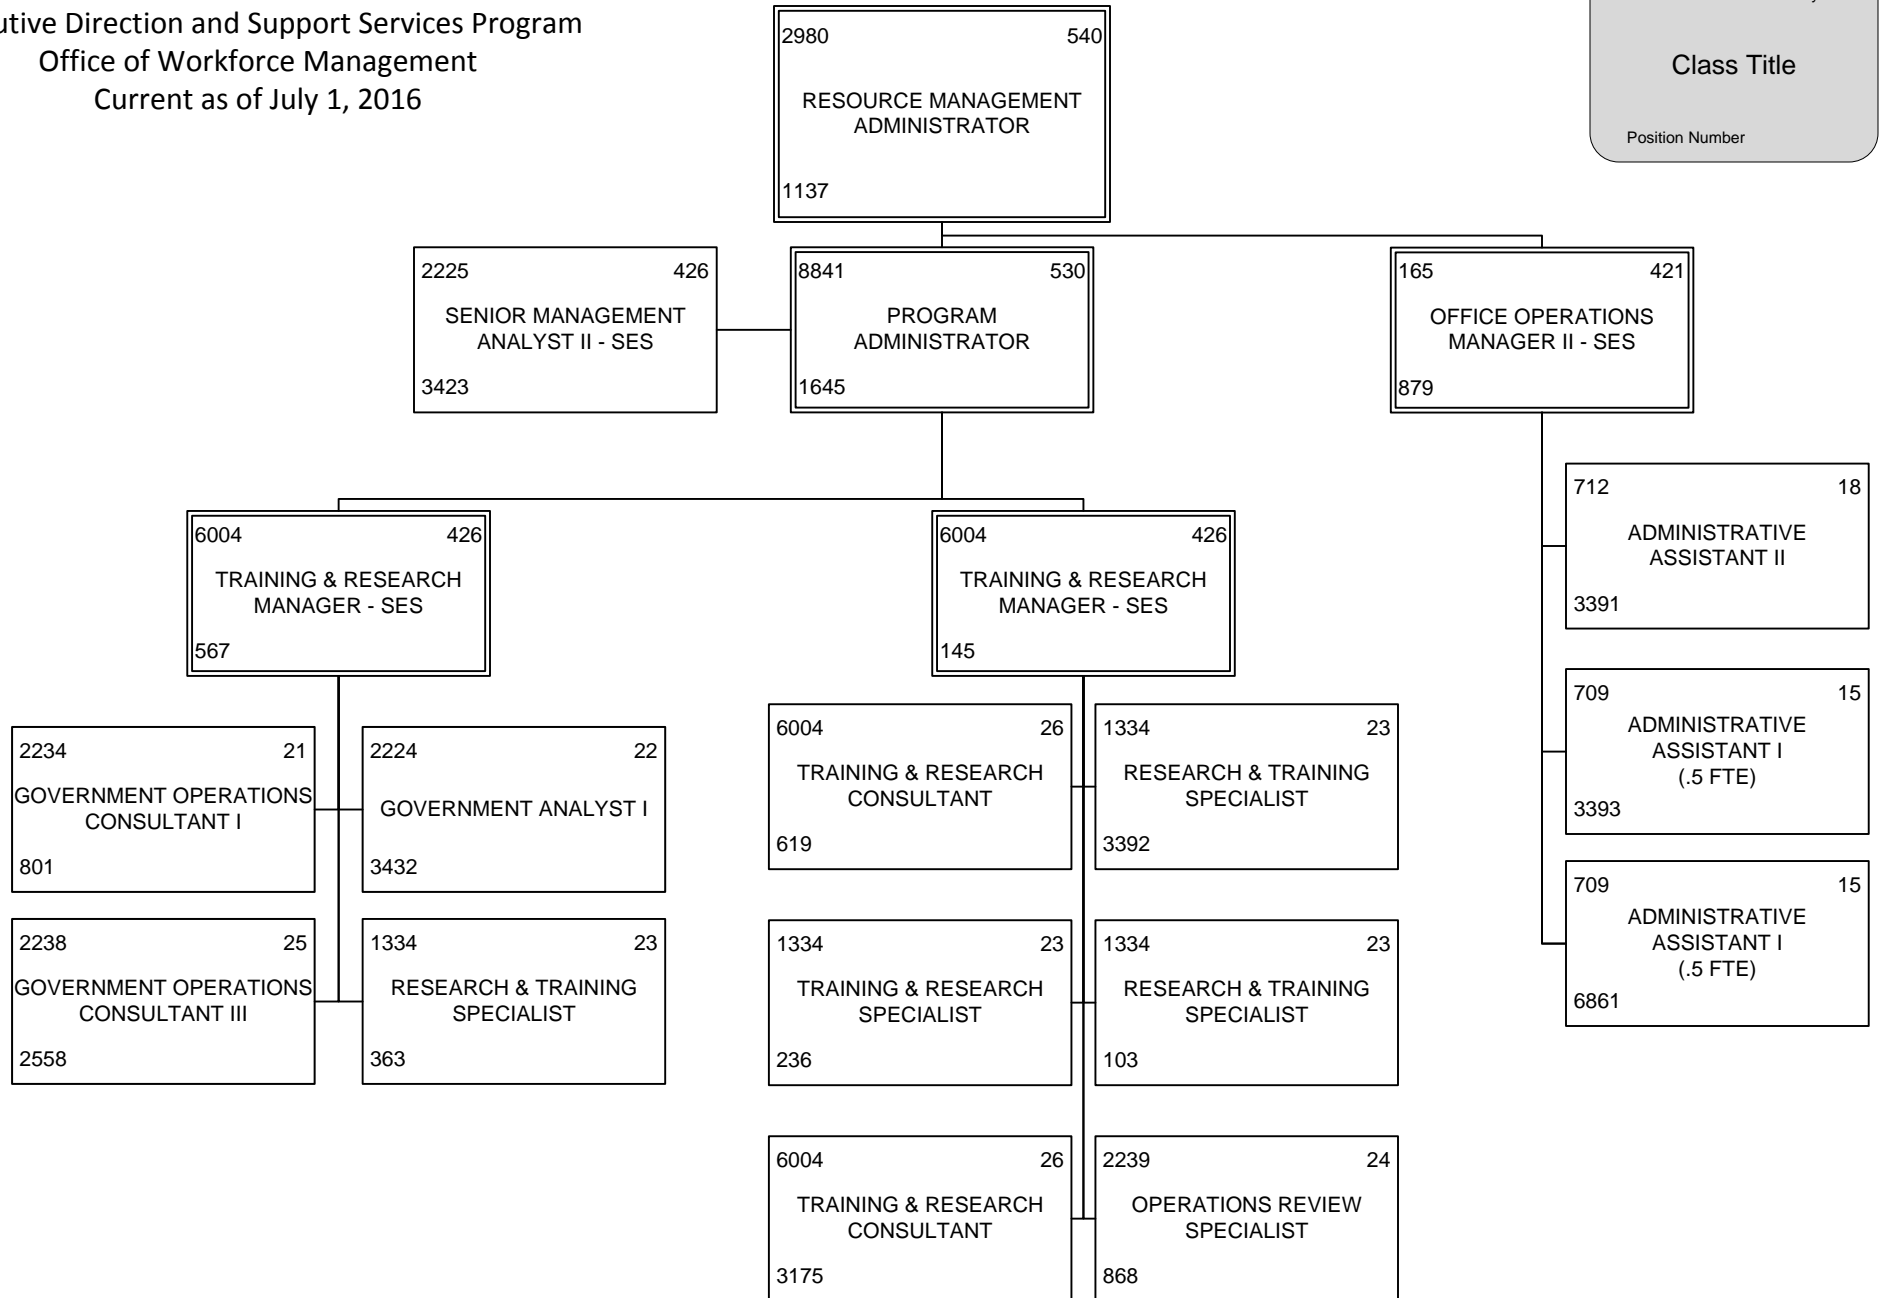 Direction and Support Services Program
Office of Workforce Management
Current as of July 1, 2016
Class Title
Position Number
2980 540
RESOURCE MANAGEMENT
ADMINISTRATOR
1137
2225 426
SENIOR MANAGEMENT
ANALYST II - SES
3423
8841 530
PROGRAM
ADMINISTRATOR
1645
165 421
OFFICE OPERATIONS
MANAGER II - SES
879
712 18
ADMINISTRATIVE
ASSISTANT II
3391
709 15
ADMINISTRATIVE
ASSISTANT I
(.5 FTE)
3393
709 15
ADMINISTRATIVE
ASSISTANT I
(.5 FTE)
6861
6004 426
TRAINING & RESEARCH
MANAGER - SES
567
6004 426
TRAINING & RESEARCH
MANAGER - SES
145
2234 21
GOVERNMENT OPERATIONS
CONSULTANT I
801
2224 22
GOVERNMENT ANALYST I
3432
2238 25
GOVERNMENT OPERATIONS
CONSULTANT III
2558
1334 23
RESEARCH & TRAINING
SPECIALIST
363
6004 26
TRAINING & RESEARCH
CONSULTANT
619
1334 23
RESEARCH & TRAINING
SPECIALIST
3392
1334 23
TRAINING & RESEARCH
SPECIALIST
236
1334 23
RESEARCH & TRAINING
SPECIALIST
103
6004 26
TRAINING & RESEARCH
CONSULTANT
3175
2239 24
OPERATIONS REVIEW
SPECIALIST
868